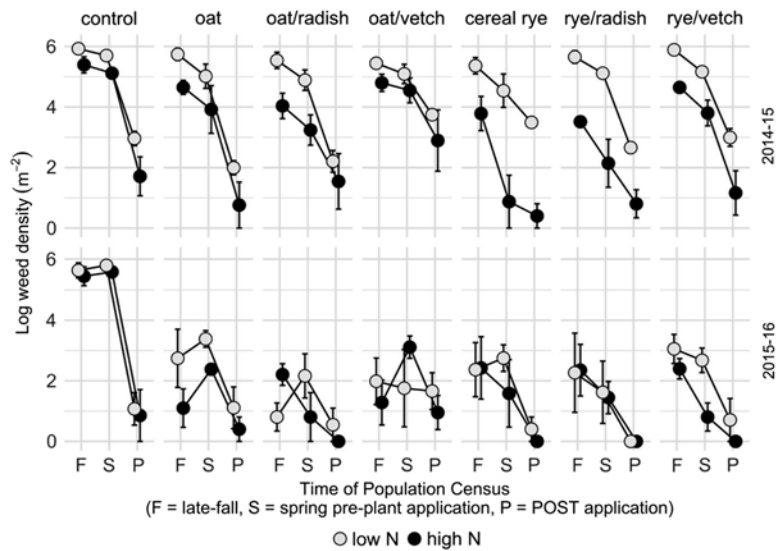 control oat oat/radish oat/vetch cereal rye rye/radish rye/vetch
6
4
2
0
2014-15
Log weed density (m⁻²)
6
4
2
0
2015-16
F S P F S P F S P F S P F S P F S P F S P
Time of Population Census
(F = late-fall, S = spring pre-plant application, P = POST application)
low N high N